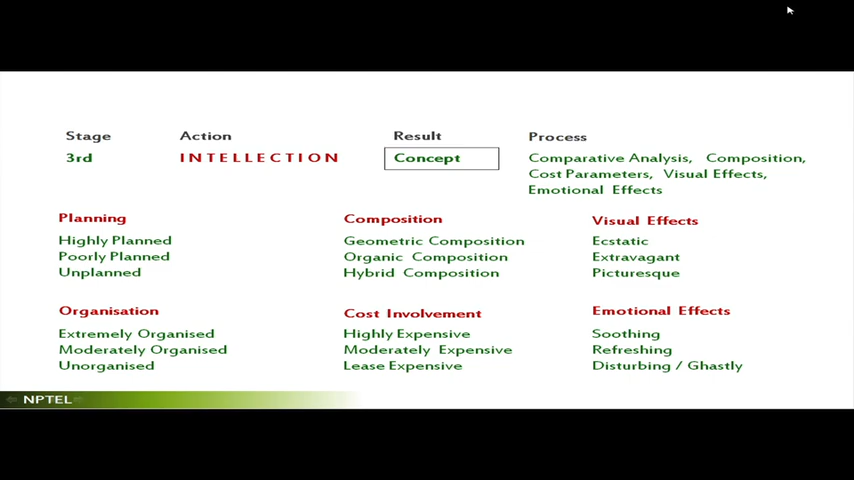 Stage Action Result Process
3rd INTELLECTION Concept Comparative Analysis, Composition,
Cost Parameters, Visual Effects,
Emotional Effects
Planning
Highly Planned
Poorly Planned
Unplanned
Composition
Geometric Composition
Organic Composition
Hybrid Composition
Visual Effects
Ecstatic
Extravagant
Picturesque
Organisation
Extremely Organised
Moderately Organised
Unorganised
Cost Involvement
Highly Expensive
Moderately Expensive
Lease Expensive
Emotional Effects
Soothing
Refreshing
Disturbing / Ghastly
NPTEL